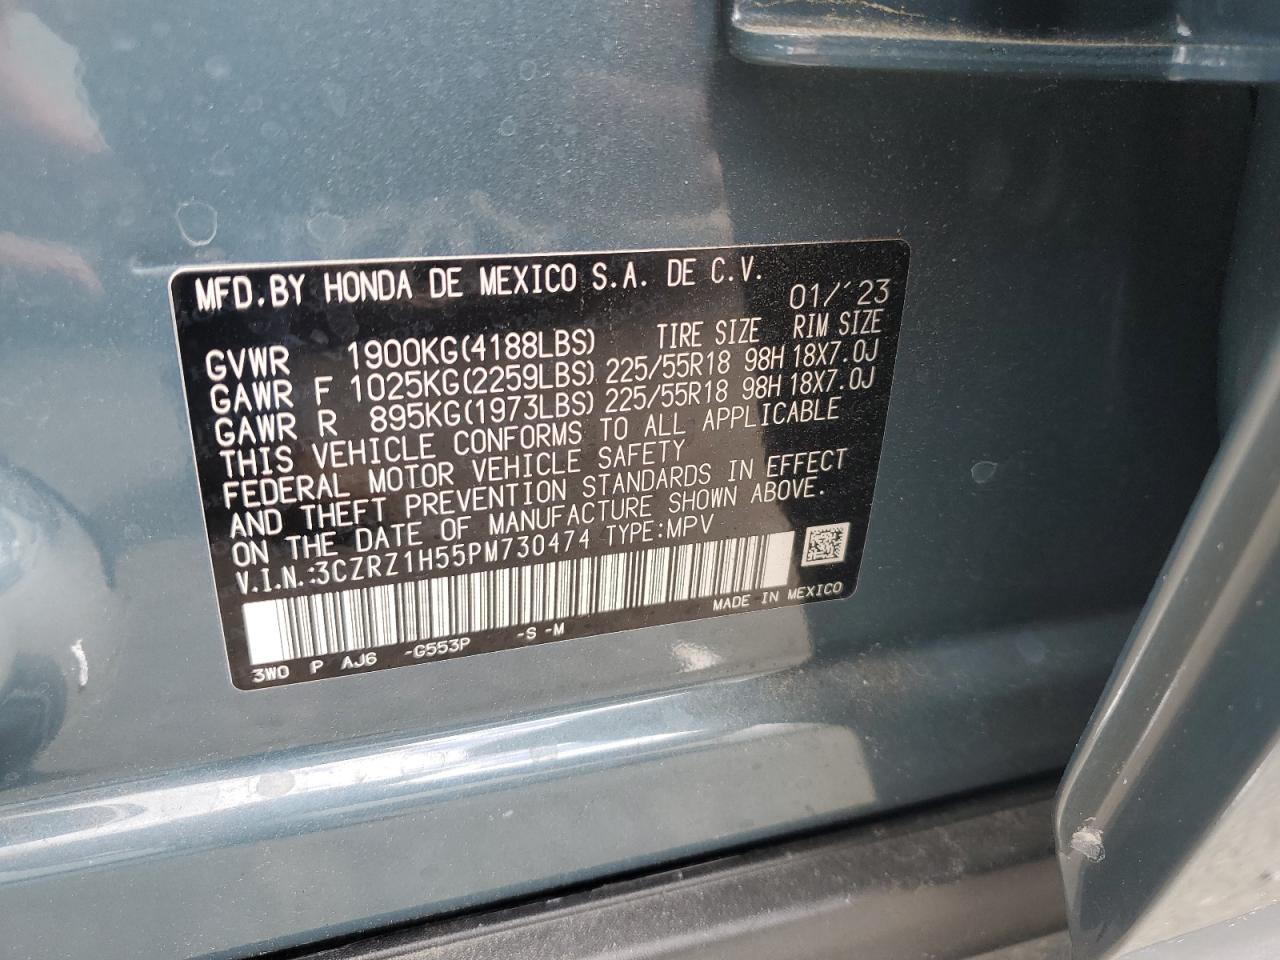 MFD.BY HONDA DE MEXICO S.A. DE C.V.
01/´23
TIRE SIZE RIM SIZE
GVWR 1900KG(4188LBS)
GAWR F 1025KG(2259LBS) 225/55R18 98H 18X7.0J
GAWR R 895KG(1973LBS) 225/55R18 98H 18X7.0J
THIS VEHICLE CONFORMS TO ALL APPLICABLE
FEDERAL MOTOR VEHICLE SAFETY
AND THEFT PREVENTION STANDARDS IN EFFECT
ON THE DATE OF MANUFACTURE SHOWN ABOVE.
V.I.N.:3CZRZ1H55PM730474 TYPE:MPV
MADE IN MEXICO
3WO P AJ6 -G553P -S -M